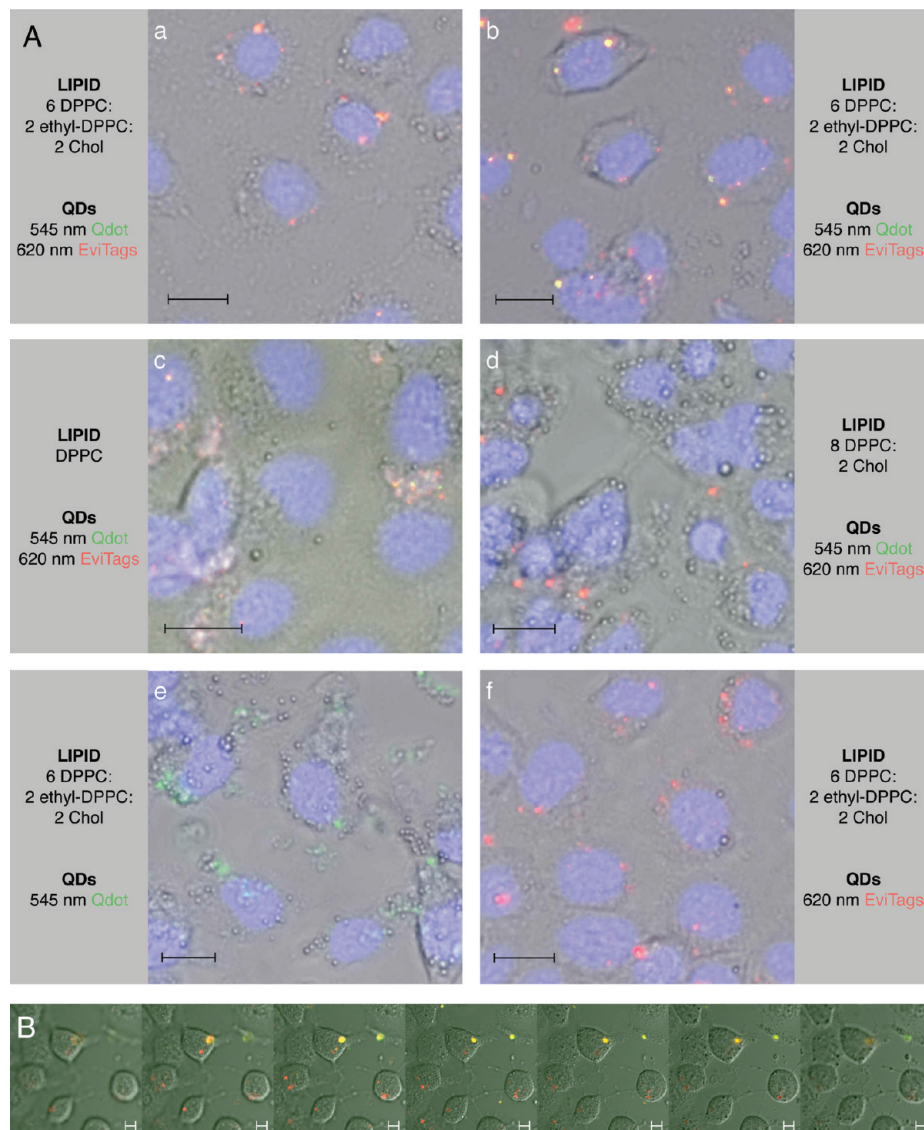 A
a
LIPID
6 DPPC:
2 ethyl-DPPC:
2 Chol
QDs
545 nm Qdot
620 nm EviTags
b
LIPID
6 DPPC:
2 ethyl-DPPC:
2 Chol
QDs
545 nm Qdot
620 nm EviTags
c
LIPID
DPPC
QDs
545 nm Qdot
620 nm EviTags
d
LIPID
8 DPPC:
2 Chol
QDs
545 nm Qdot
620 nm EviTags
e
LIPID
6 DPPC:
2 ethyl-DPPC:
2 Chol
QDs
545 nm Qdot
f
LIPID
6 DPPC:
2 ethyl-DPPC:
2 Chol
QDs
620 nm EviTags
B